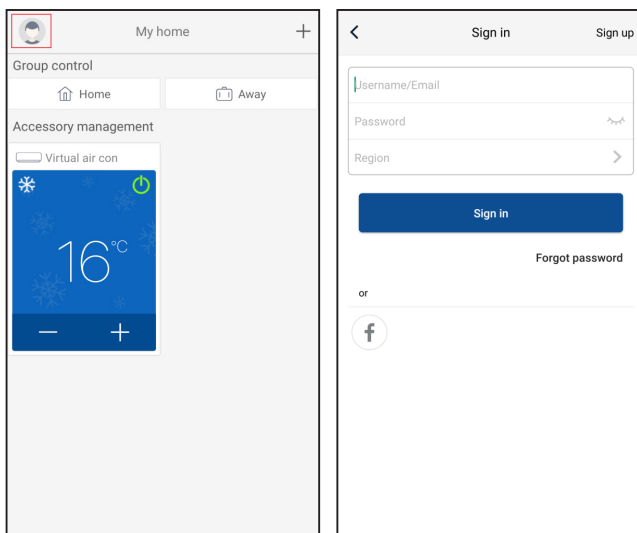 My home
Group control
Home
Away
Accessory management
Virtual air con
16°C
Sign in
Sign up
Username/Email
Password
Region
Sign in
Forgot password
or